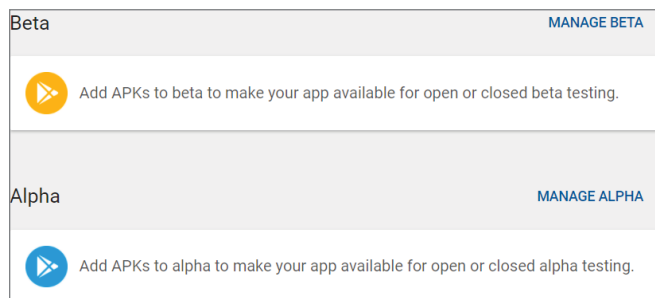 Beta
MANAGE BETA
Add APKs to beta to make your app available for open or closed beta testing.
Alpha
MANAGE ALPHA
Add APKs to alpha to make your app available for open or closed alpha testing.